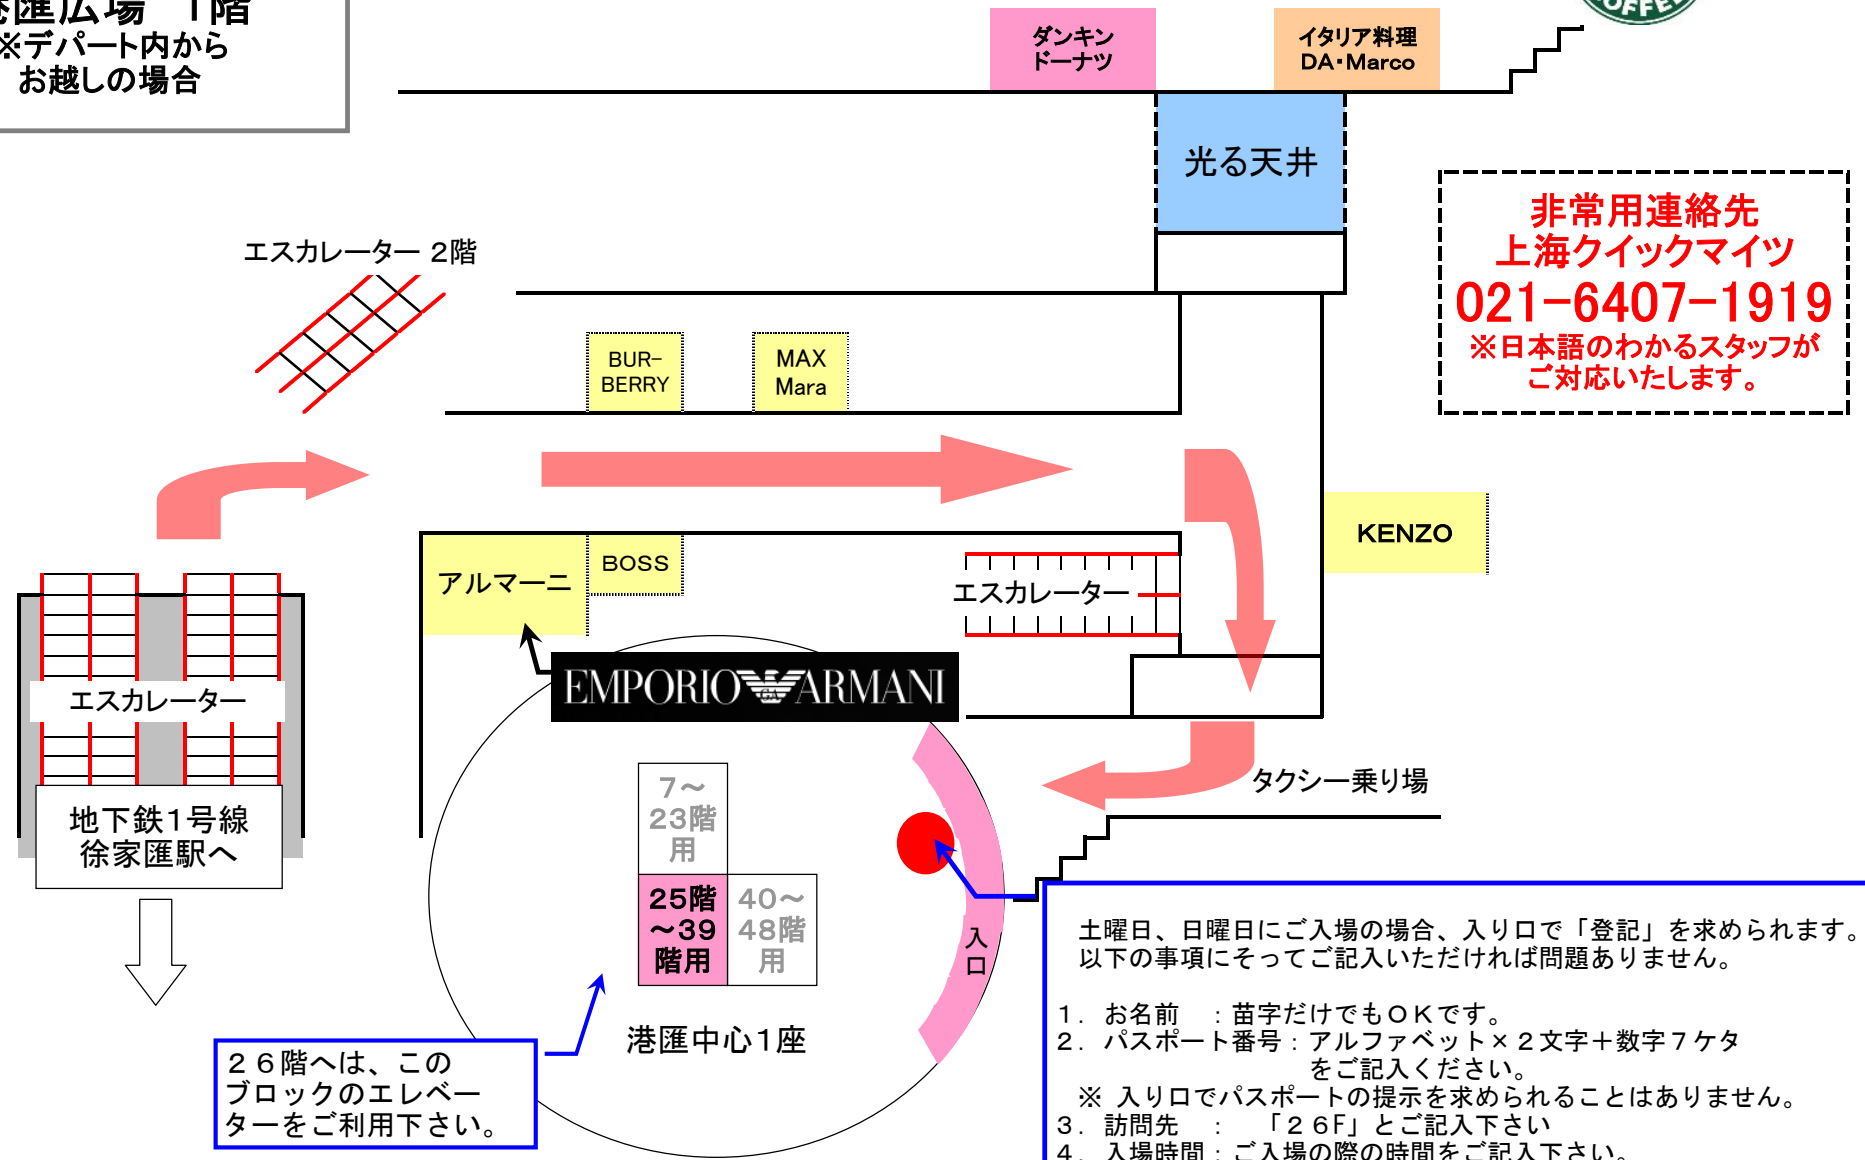 港匯広場　1階
※デパート内から
お越しの場合
COFFEE
ダンキン
ドーナツ
イタリア料理
DA・Marco
光る天井
非常用連絡先
上海クイックマイツ
021-6407-1919
※日本語のわかるスタッフが
ご対応いたします。
エスカレーター 2階
BUR-
BERRY
MAX
Mara
KENZO
アルマーニ
BOSS
エスカレーター
EMPORIO ARMANI
エスカレーター
地下鉄1号線
徐家匯駅へ
タクシー乗り場
7～
23階
用
25階
～39
階用
40～
48階
用
入
口
港匯中心1座
２６階へは、この
ブロックのエレベー
ターをご利用下さい。
土曜日、日曜日にご入場の場合、入り口で「登記」を求められます。
以下の事項にそってご記入いただければ問題ありません。
１．お名前　：苗字だけでもＯＫです。
２．パスポート番号：アルファベット×２文字＋数字７ケタ
をご記入ください。
※ 入り口でパスポートの提示を求められることはありません。
３．訪問先　：　「２６F」とご記入下さい
４．入場時間：ご入場の際の時間をご記入下さい。